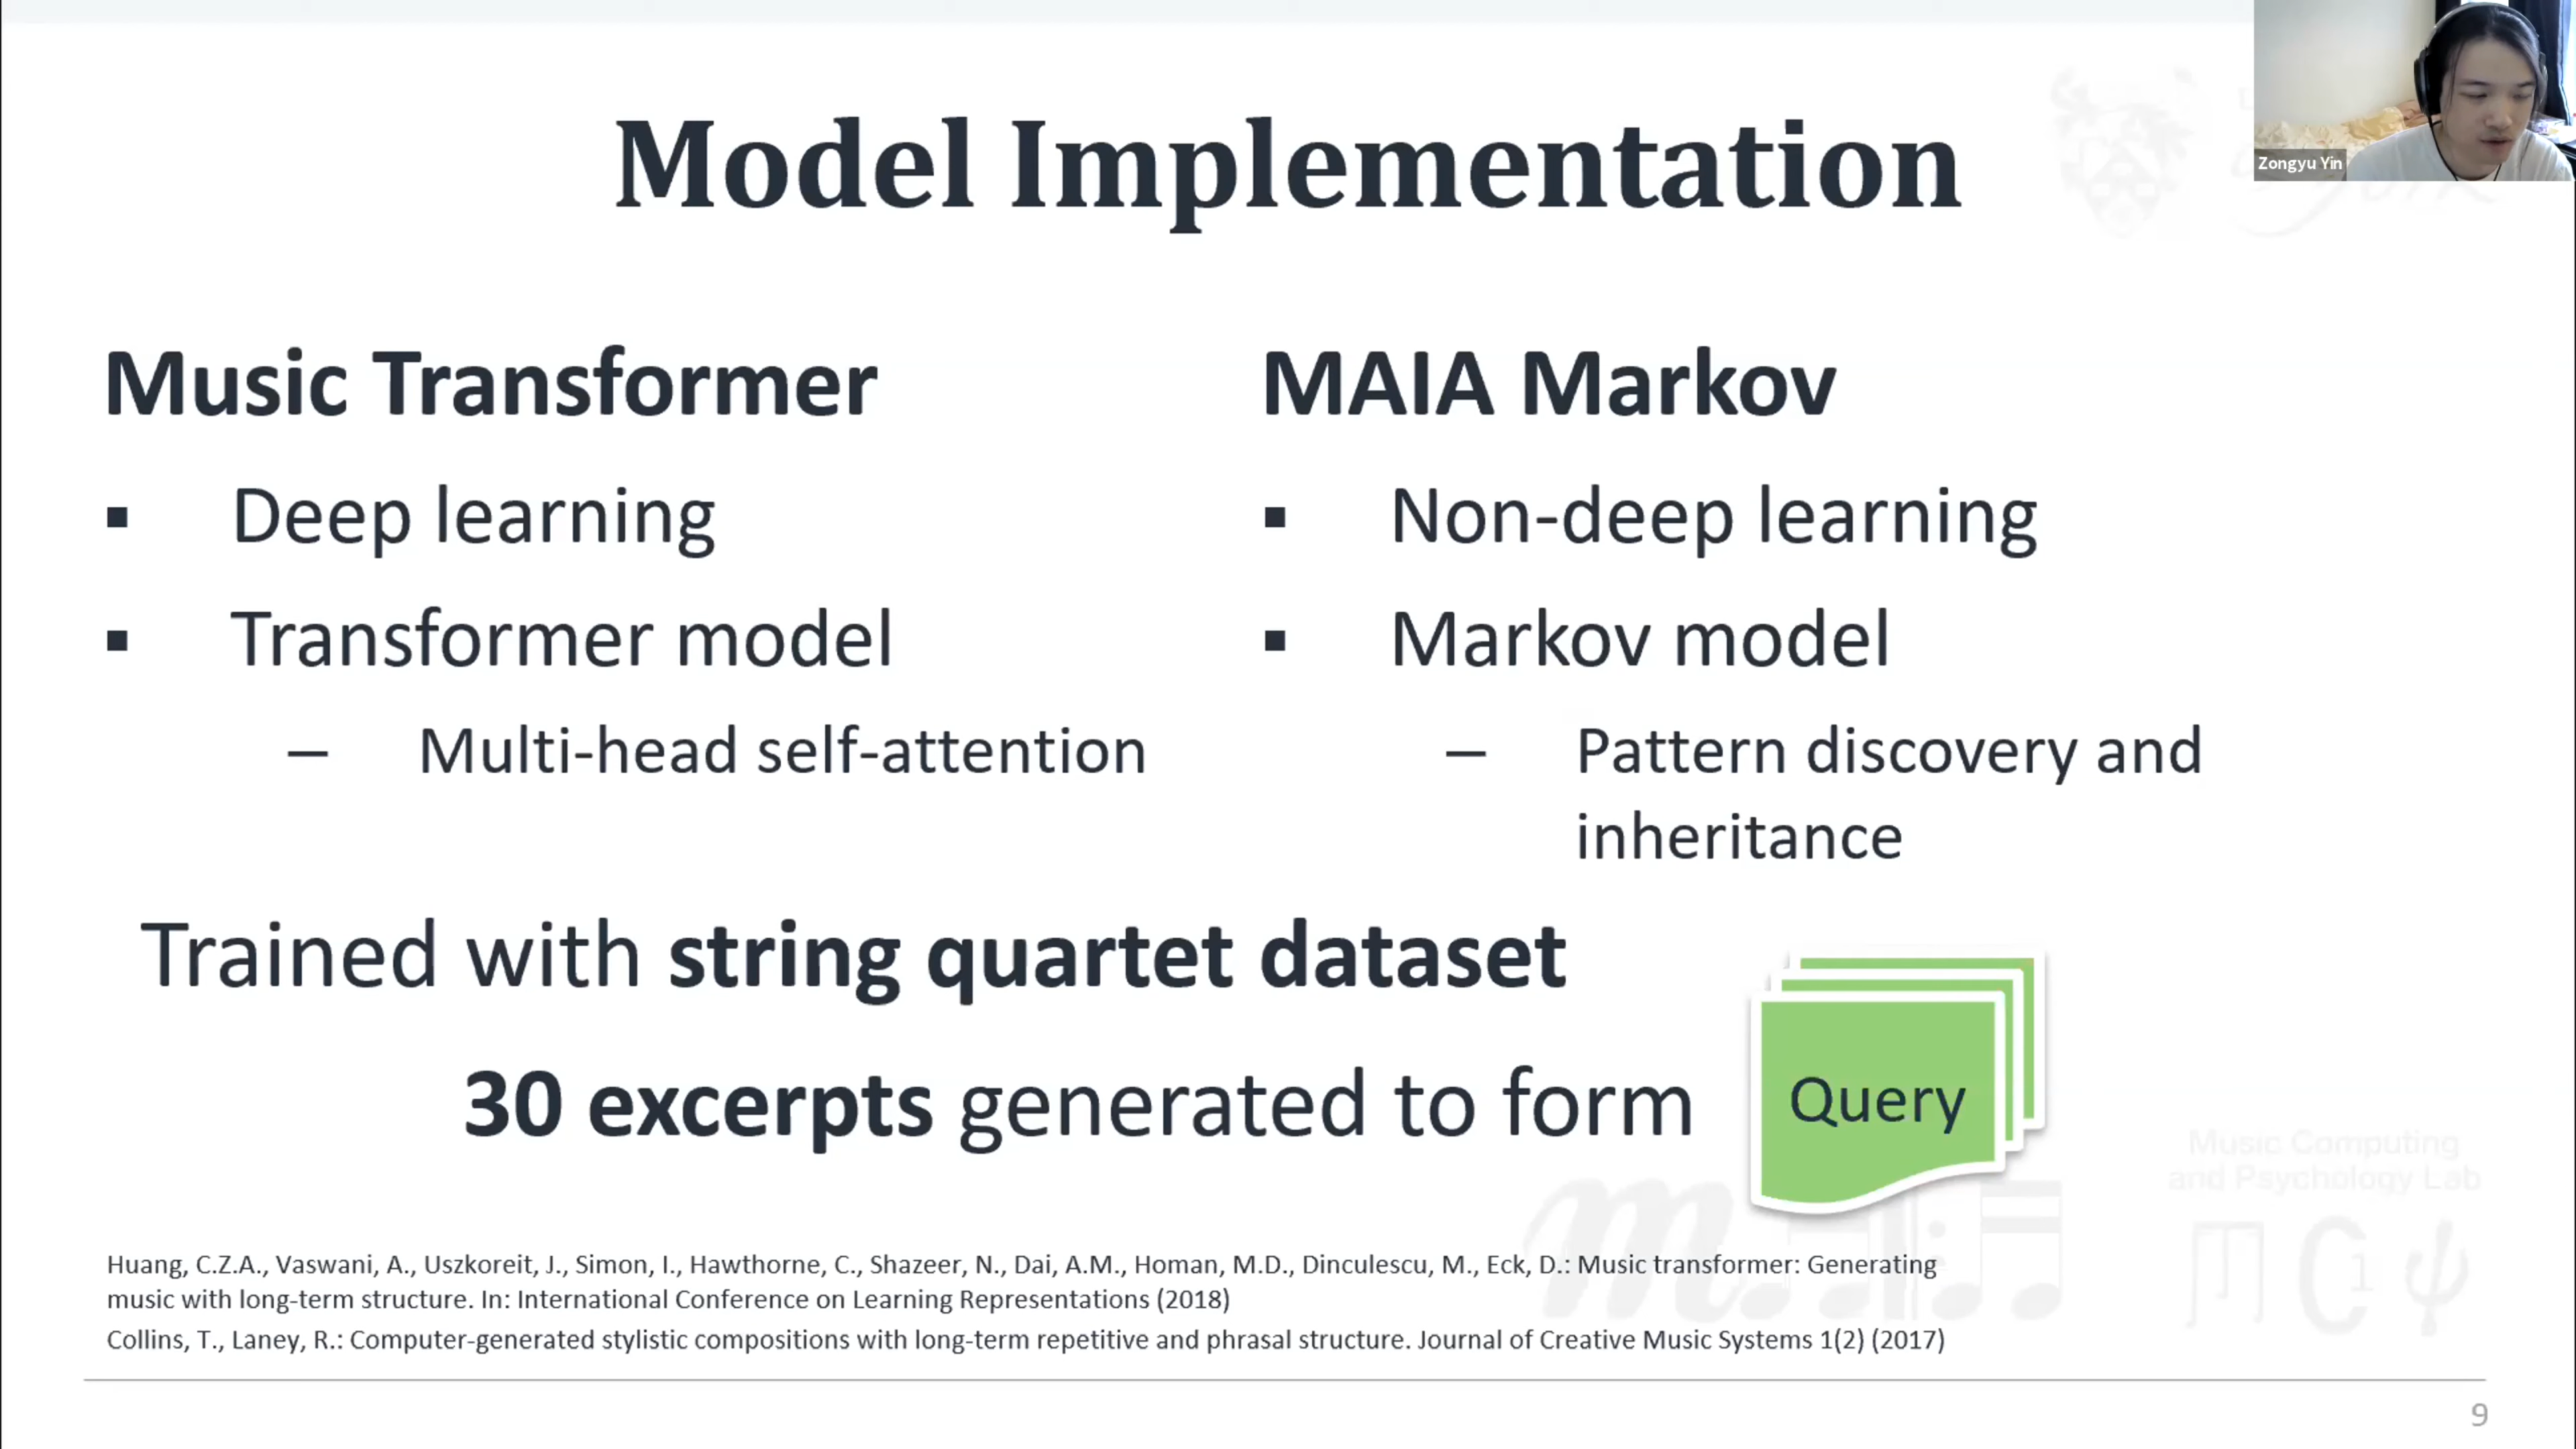 Model Implementation
Zongyu Yin
Music Transformer
▪ Deep learning
▪ Transformer model
– Multi-head self-attention
MAIA Markov
▪ Non-deep learning
▪ Markov model
– Pattern discovery and
inheritance
Trained with string quartet dataset
30 excerpts generated to form
Query
Music Computing
and Psychology Lab
Huang, C.Z.A., Vaswani, A., Uszkoreit, J., Simon, I., Hawthorne, C., Shazeer, N., Dai, A.M., Homan, M.D., Dinculescu, M., Eck, D.: Music transformer: Generating
music with long-term structure. In: International Conference on Learning Representations (2018)
Collins, T., Laney, R.: Computer-generated stylistic compositions with long-term repetitive and phrasal structure. Journal of Creative Music Systems 1(2) (2017)
9